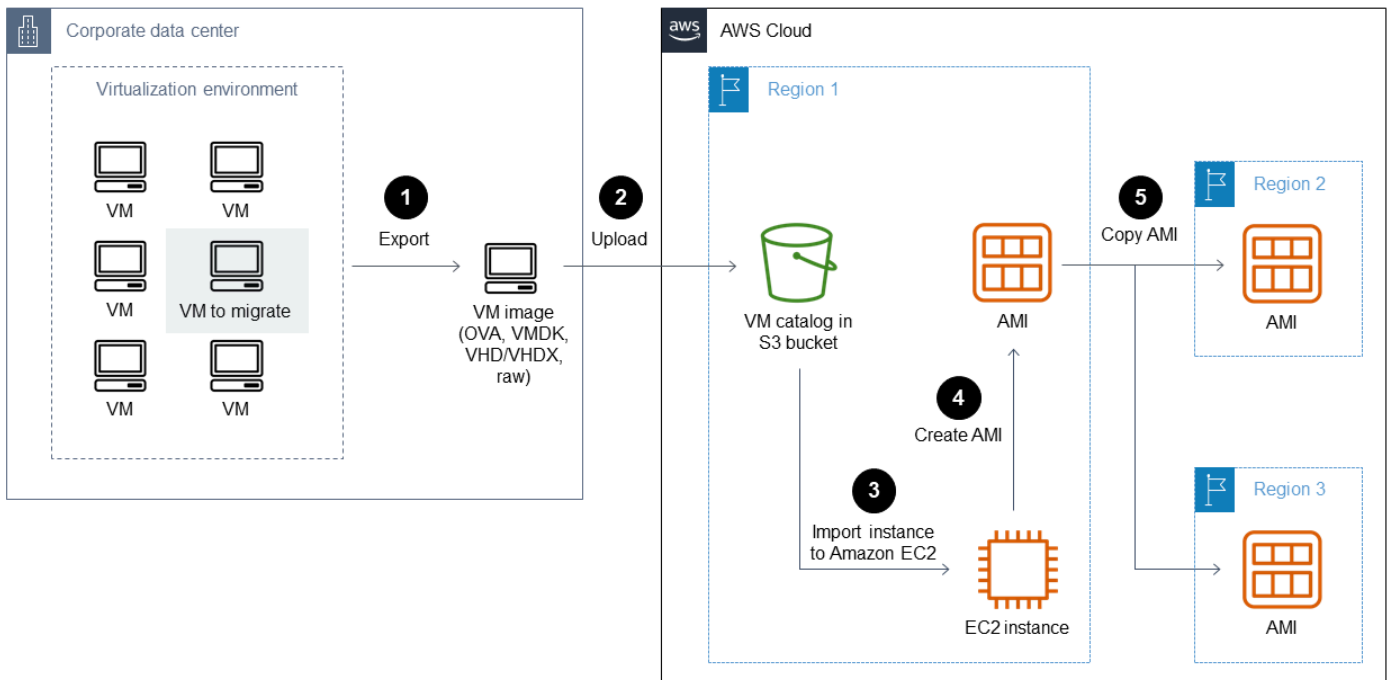 Corporate data center
Virtualization environment
VM
VM
VM
VM to migrate
VM
VM
1
Export
VM image
(OVA, VMDK,
VHD/VHDX,
raw)
2
Upload
aws
AWS Cloud
Region 1
VM catalog in
S3 bucket
3
Import instance
to Amazon EC2
EC2 instance
4
Create AMI
AMI
5
Copy AMI
Region 2
AMI
Region 3
AMI